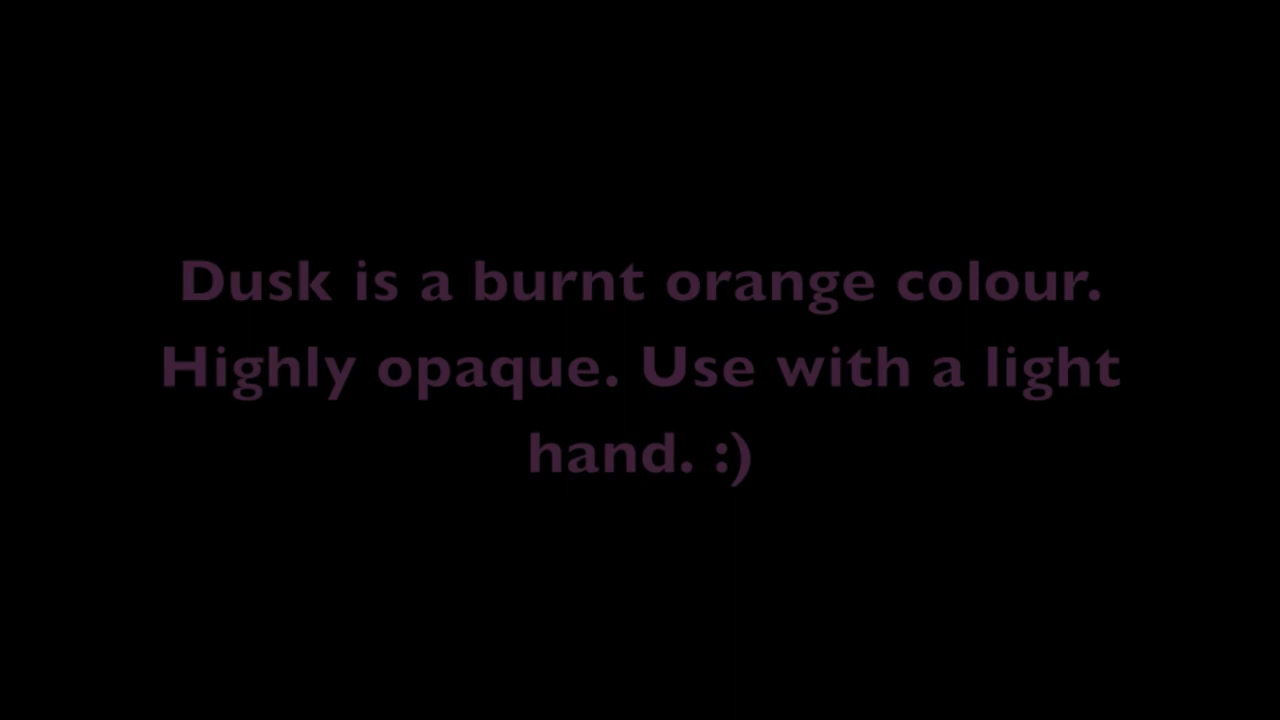 Dusk is a burnt orange colour.
Highly opaque. Use with a light
hand. :)